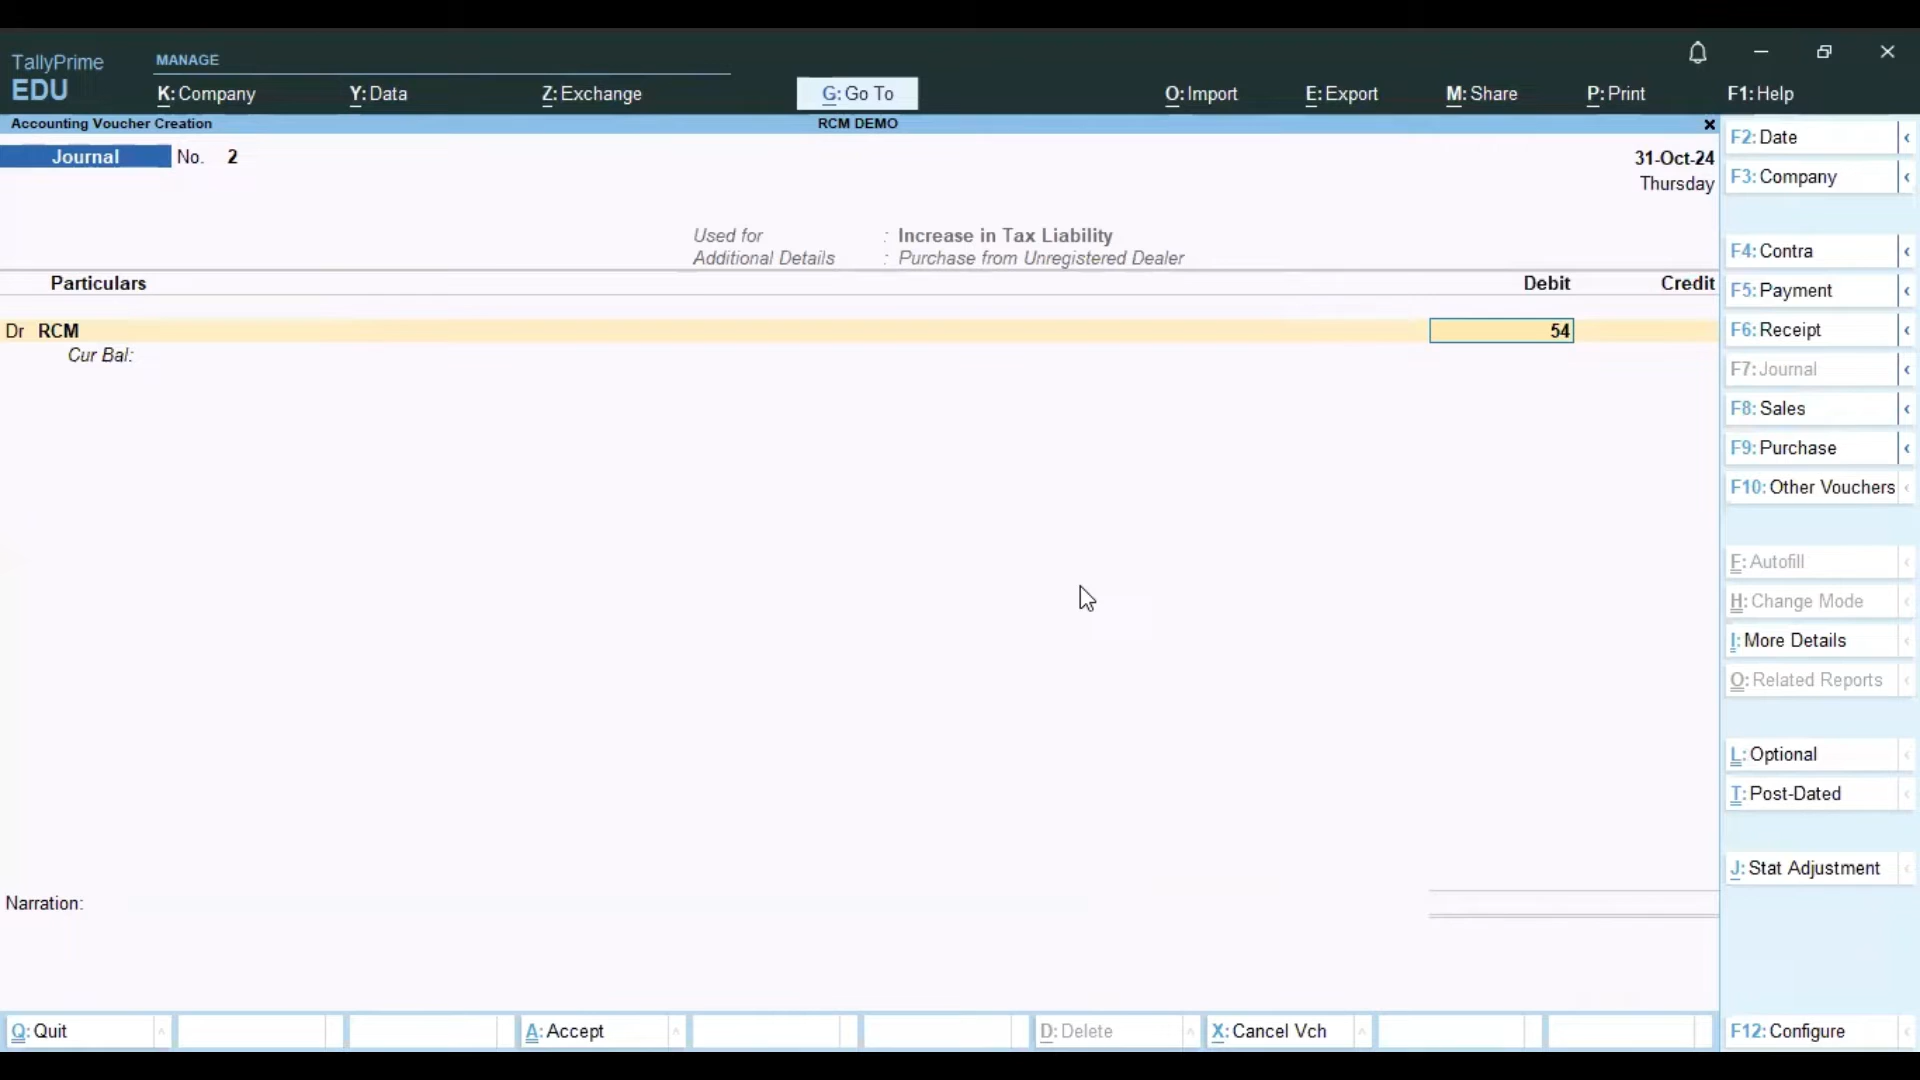 TallyPrime
EDU
MANAGE
K: Company
Y: Data
Z: Exchange
G: Go To
O: Import
E: Export
M: Share
P: Print
F1: Help
Accounting Voucher Creation
RCM DEMO
Journal No. 2
31-Oct-24
Thursday
Used for : Increase in Tax Liability
Additional Details : Purchase from Unregistered Dealer
Particulars Debit Credit
Dr RCM 54
Cur Bal:
Narration:
F2: Date
F3: Company
F4: Contra
F5: Payment
F6: Receipt
F7: Journal
F8: Sales
F9: Purchase
F10: Other Vouchers
F: Autofill
H: Change Mode
I: More Details
O: Related Reports
L: Optional
T: Post-Dated
J: Stat Adjustment
Q: Quit
A: Accept
D: Delete
X: Cancel Vch
F12: Configure